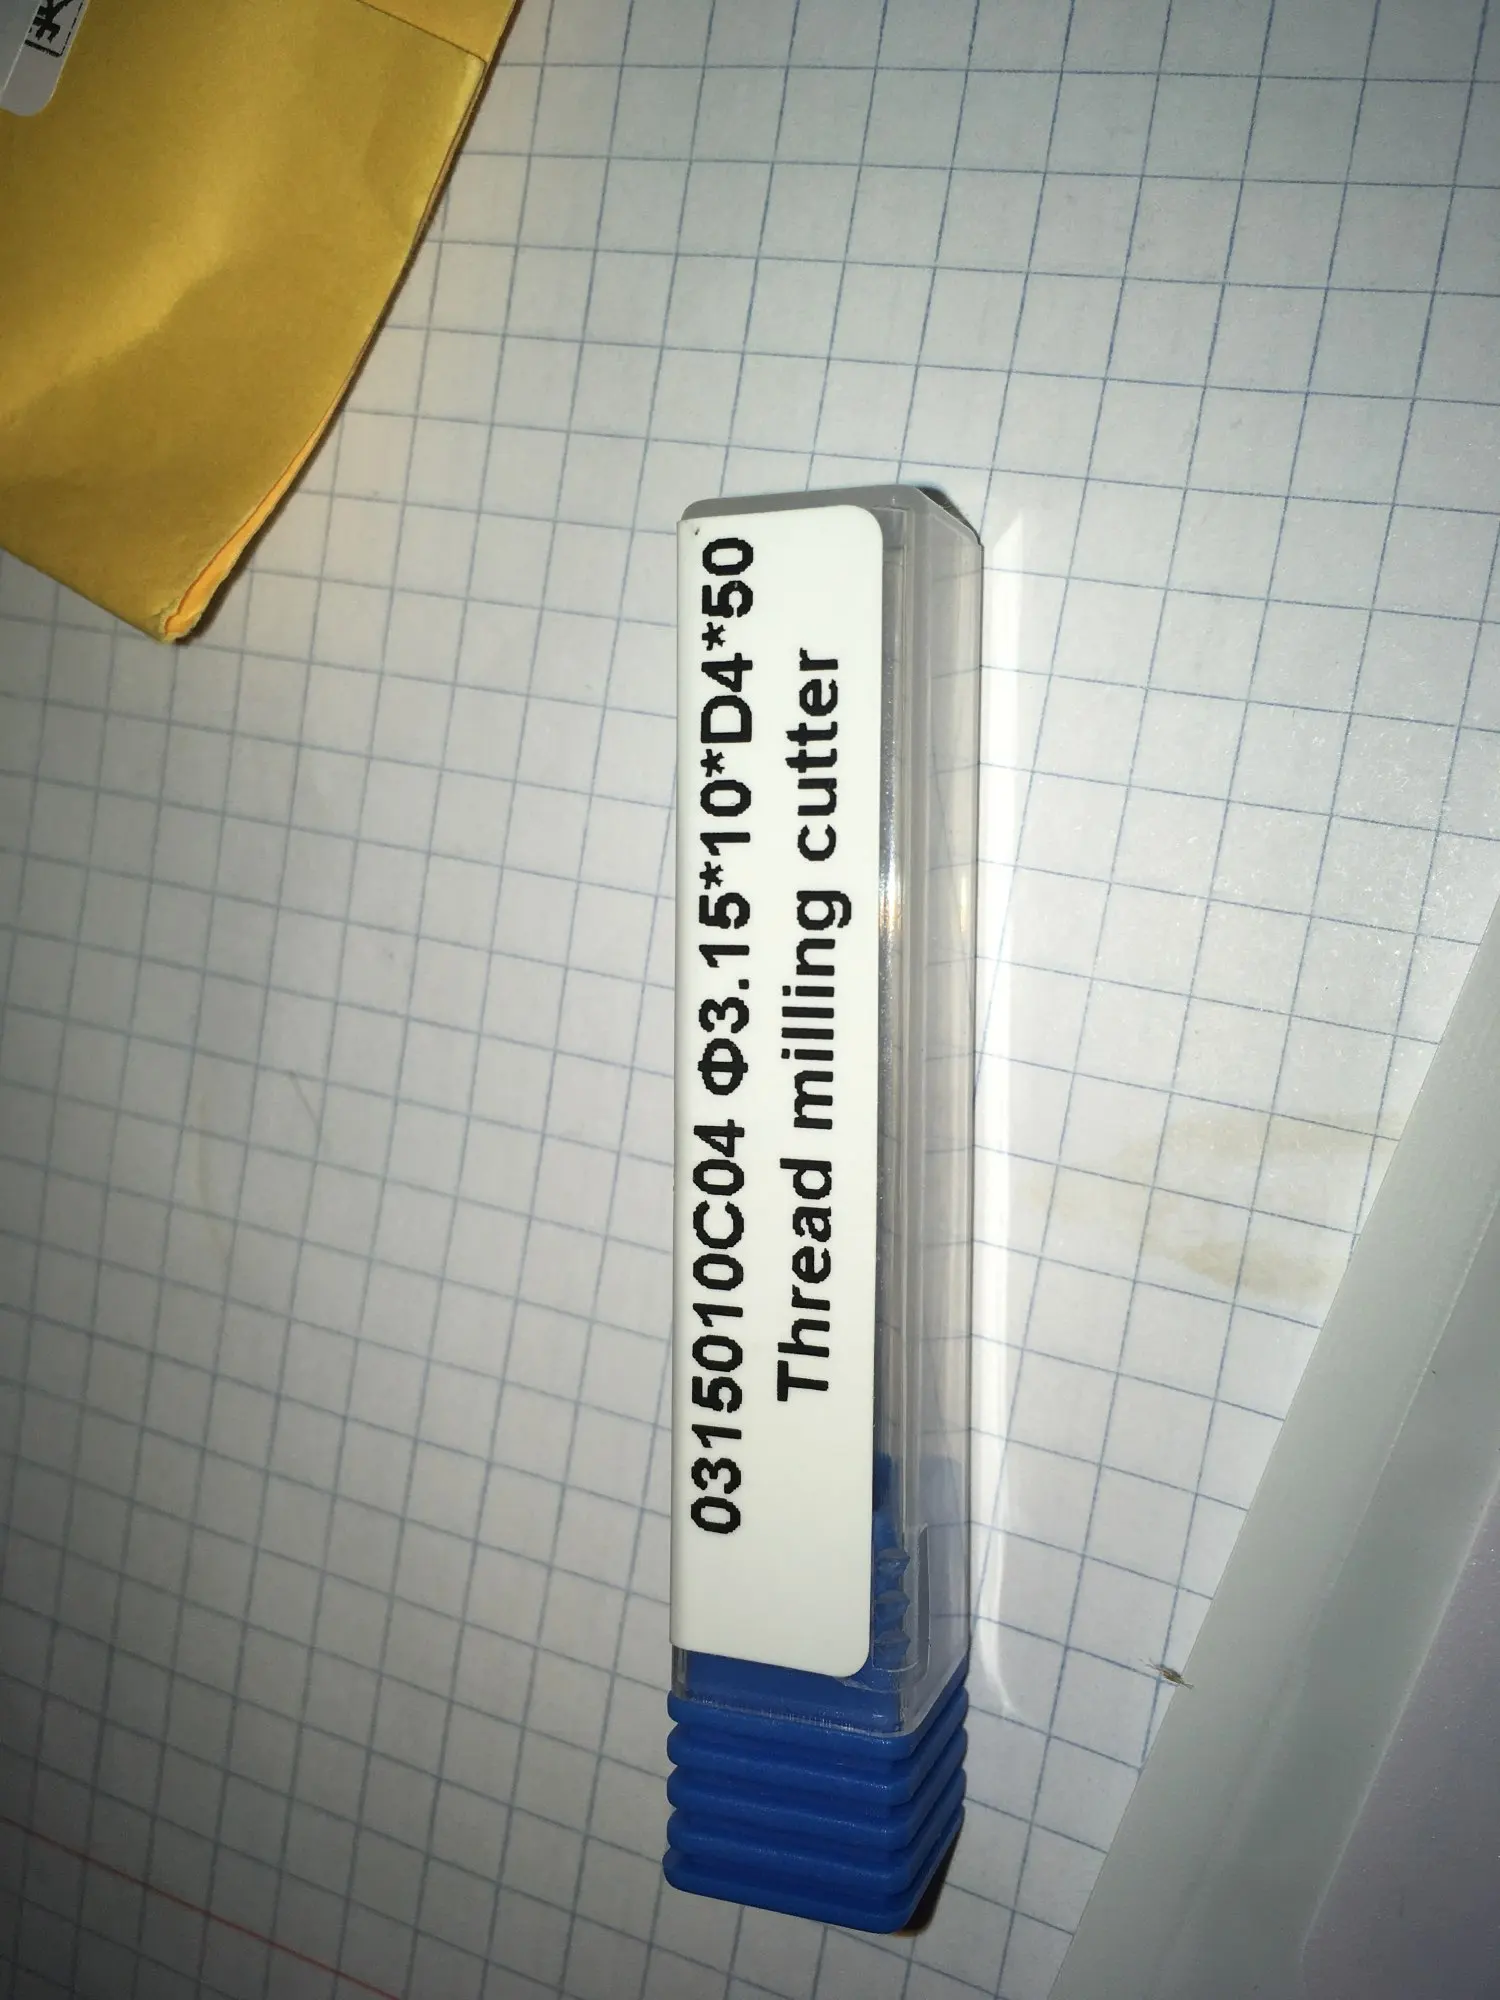 0315010C04 Φ3.15*10*D4*50
Thread milling cutter